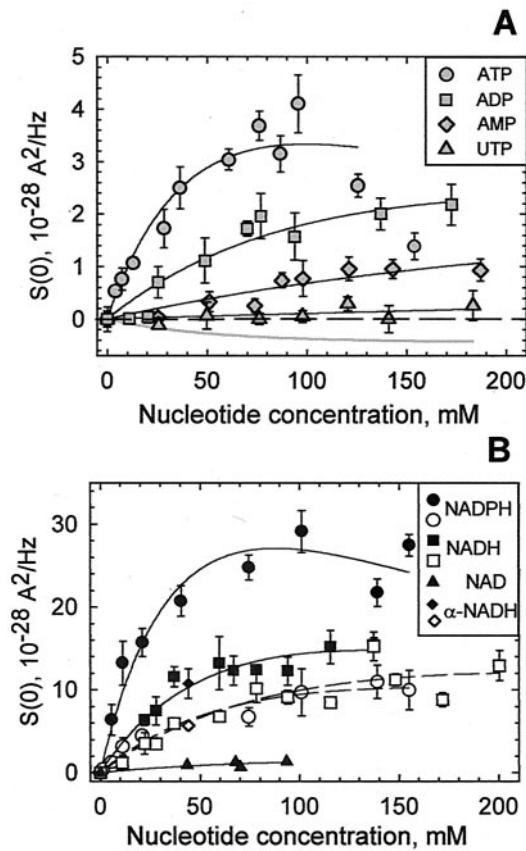 A
5
4
3
2
1
0
S(0), 10⁻²⁸ A²/Hz
ATP
ADP
AMP
UTP
0 50 100 150 200
Nucleotide concentration, mM
B
30
20
10
0
S(0), 10⁻²⁸ A²/Hz
NADPH
NADH
NAD
α-NADH
0 50 100 150 200
Nucleotide concentration, mM